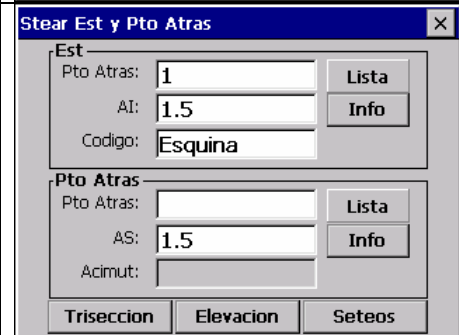 Stear Est y Pto Atras
Est
Pto Atras: 1 Lista
AI: 1.5 Info
Codigo: Esquina
Pto Atras
Pto Atras: Lista
AS: 1.5 Info
Acimut:
Triseccion Elevacion Seteos